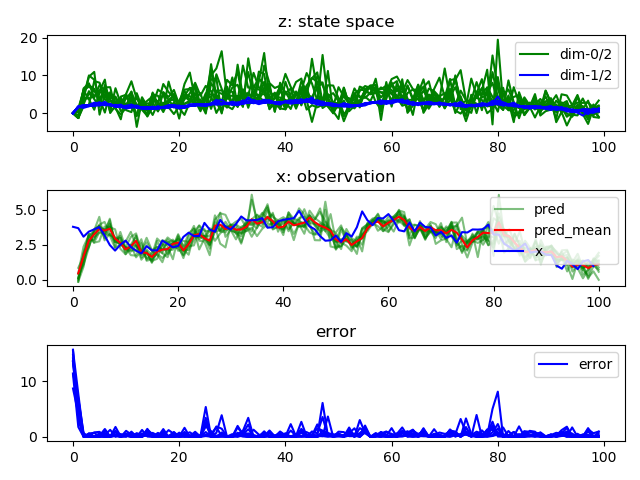 z: state space
20
10
0
dim-0/2
dim-1/2
0 20 40 60 80 100
x: observation
5.0
2.5
0.0
pred
pred_mean
x
0 20 40 60 80 100
error
10
0
error
0 20 40 60 80 100